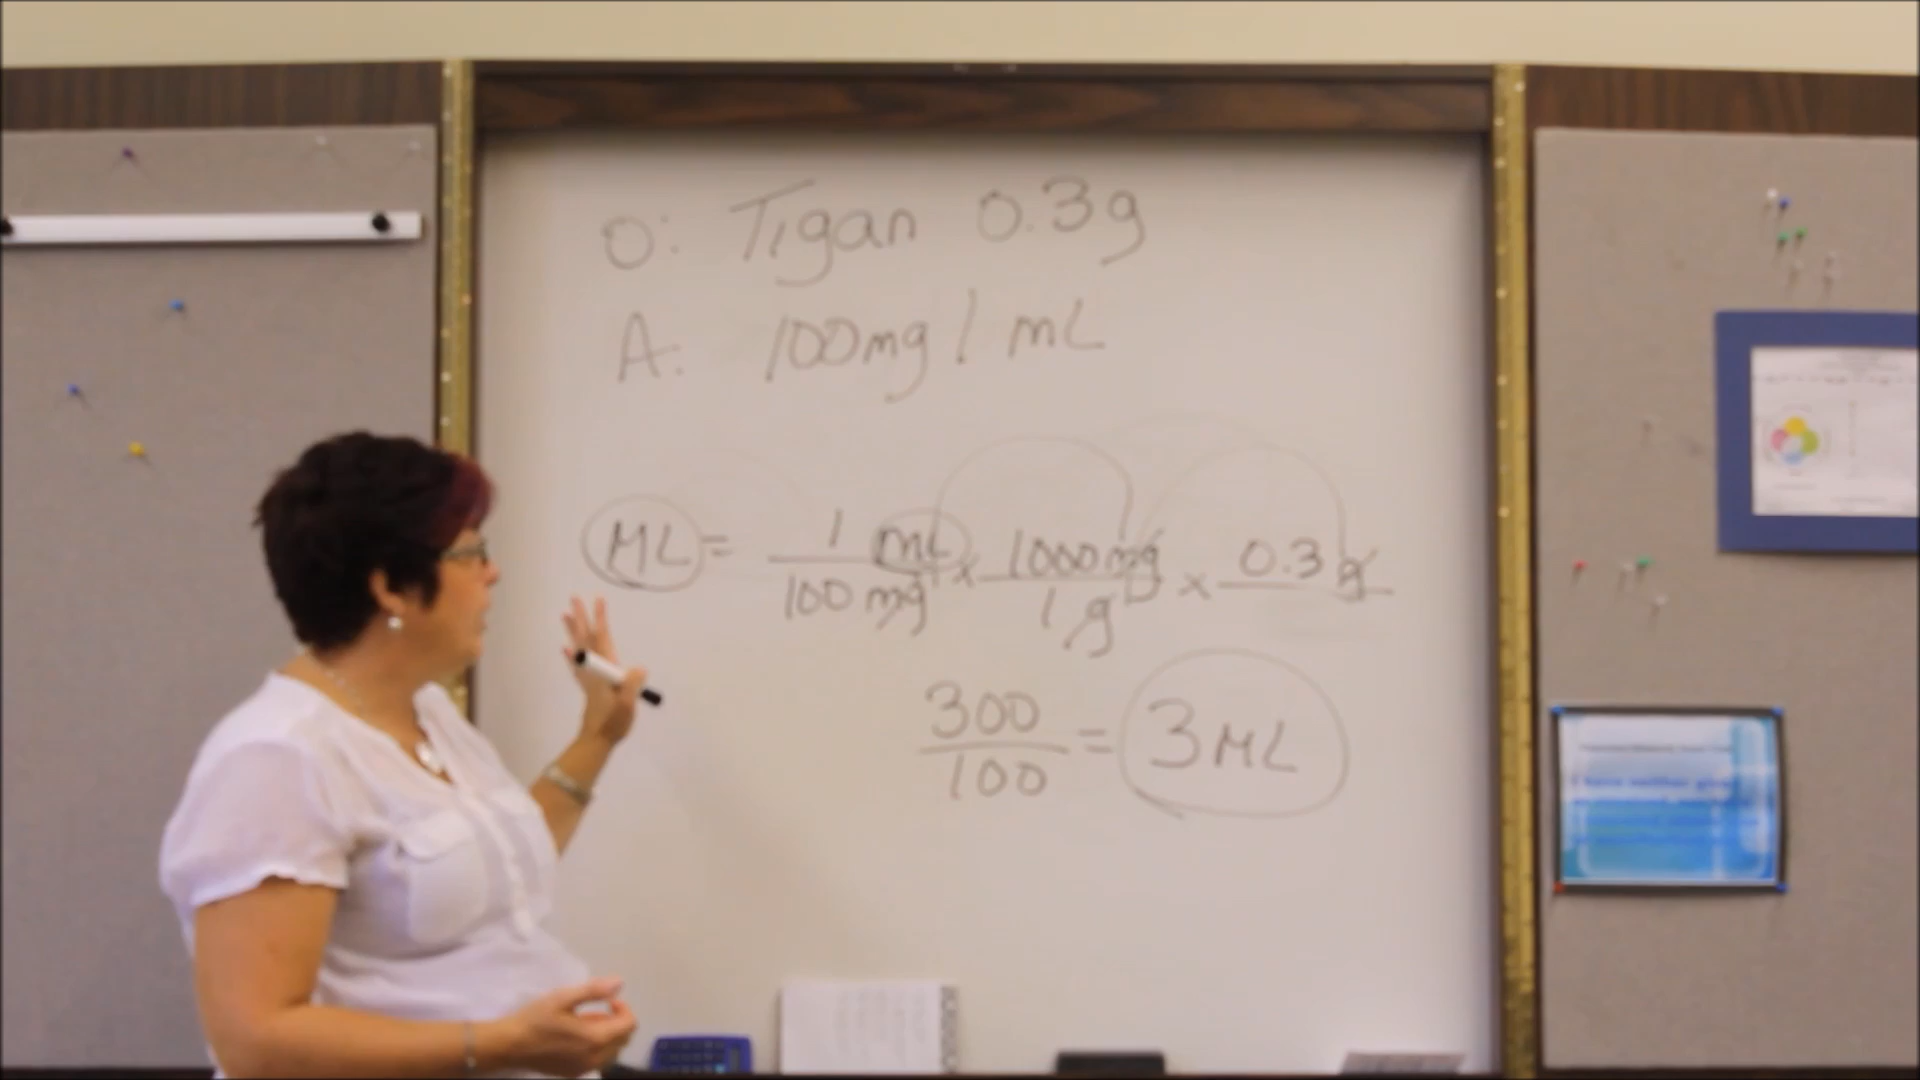 O: Tigan 0.3g
A: 100mg / mL
ML = 1 mL / 100 mg x 1000 mg / 1 g x 0.3 g
300 / 100 = 3 ML